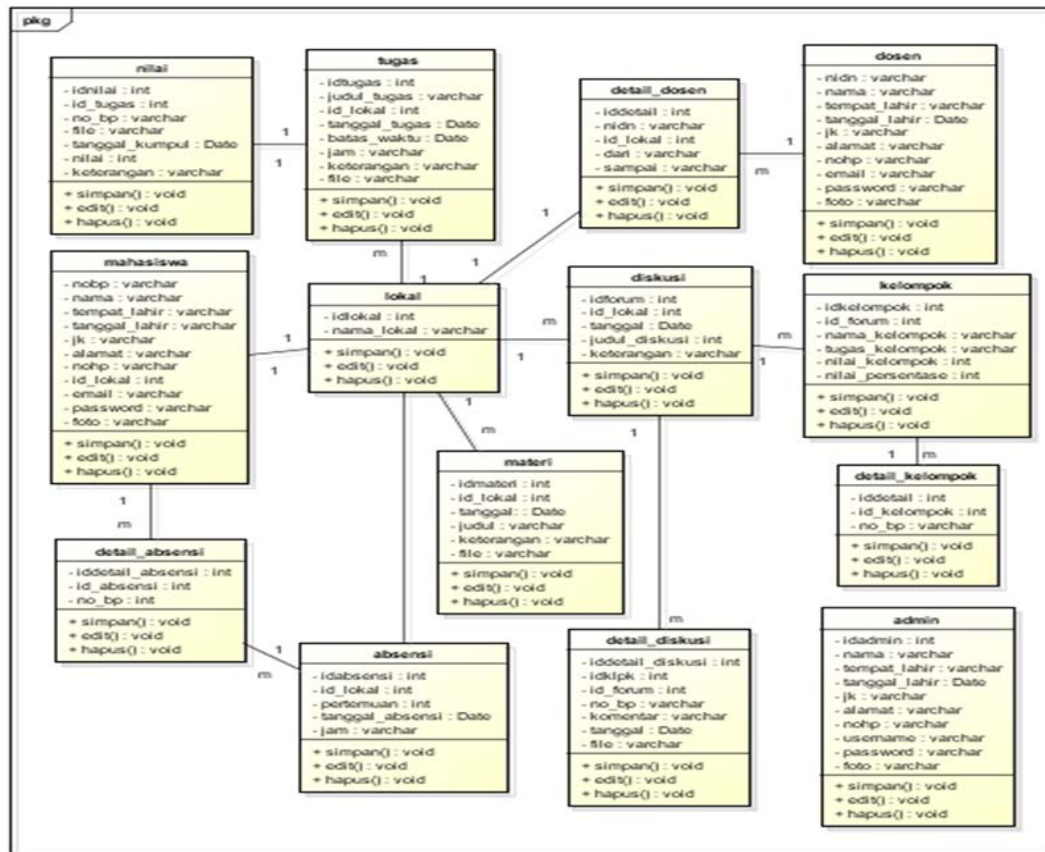 pkg
nilai
- idnilai : int
- id_tugas : int
- no_bp : varchar
- file : varchar
- tanggal_kumpul : Date
- nilai : int
- keterangan : varchar
+ simpan() : void
+ edit() : void
+ hapus() : void
1
1
tugas
- idtugas : int
- judul_tugas : varchar
- id_lokal : int
- tanggal_tugas : Date
- batas_waktu : Date
- jam : varchar
- keterangan : varchar
- file : varchar
+ simpan() : void
+ edit() : void
+ hapus() : void
m
1
detail_dosen
- iddetail : int
- nidn : varchar
- id_lokal : int
- dari : varchar
- sampai : varchar
+ simpan() : void
+ edit() : void
+ hapus() : void
1
m
1
1
dosen
- nidn : varchar
- nama : varchar
- tempat_lahir : varchar
- tanggal_lahir : Date
- jk : varchar
- alamat : varchar
- nohp : varchar
- email : varchar
- password : varchar
- foto : varchar
+ simpan() : void
+ edit() : void
+ hapus() : void
mahasiswa
- nobp : varchar
- nama : varchar
- tempat_lahir : varchar
- tanggal_lahir : varchar
- jk : varchar
- alamat : varchar
- nohp : varchar
- id_lokal : int
- email : varchar
- password : varchar
- foto : varchar
+ simpan() : void
+ edit() : void
+ hapus() : void
1
1
lokal
- idlokal : int
- nama_lokal : varchar
+ simpan() : void
+ edit() : void
+ hapus() : void
m
1
diskusi
- idforum : int
- id_lokal : int
- tanggal : Date
- judul_diskusi : int
- keterangan : varchar
+ simpan() : void
+ edit() : void
+ hapus() : void
m
1
kelompok
- idkelompok : int
- id_forum : int
- nama_kelompok : varchar
- tugas_kelompok : varchar
- nilai_kelompok : int
- nilai_persentase : int
+ simpan() : void
+ edit() : void
+ hapus() : void
1 m
detail_kelompok
- iddetail : int
- id_kelompok : int
- no_bp : varchar
+ simpan() : void
+ edit() : void
+ hapus() : void
1
m
materi
- idmateri : int
- id_lokal : int
- tanggal: : Date
- judul : varchar
- keterangan : varchar
- file : varchar
+ simpan() : void
+ edit() : void
+ hapus() : void
1
m
detail_absensi
- iddetail_absensi : int
- id_absensi : int
- no_bp : int
+ simpan() : void
+ edit() : void
+ hapus() : void
1
m
absensi
- idabsensi : int
- id_lokal : int
- pertemuan : int
- tanggal_absensi : Date
- jam : varchar
+ simpan() : void
+ edit() : void
+ hapus() : void
1
m
detail_diskusi
- iddetail_diskusi : int
- idklpk : int
- id_forum : int
- no_bp : varchar
- komentar : varchar
- tanggal : Date
- file : varchar
+ simpan() : void
+ edit() : void
+ hapus() : void
admin
- idadmin : int
- nama : varchar
- tempat_lahir : varchar
- tanggal_lahir : Date
- jk : varchar
- alamat : varchar
- nohp : varchar
- username : varchar
- password : varchar
- foto : varchar
+ simpan() : void
+ edit() : void
+ hapus() : void